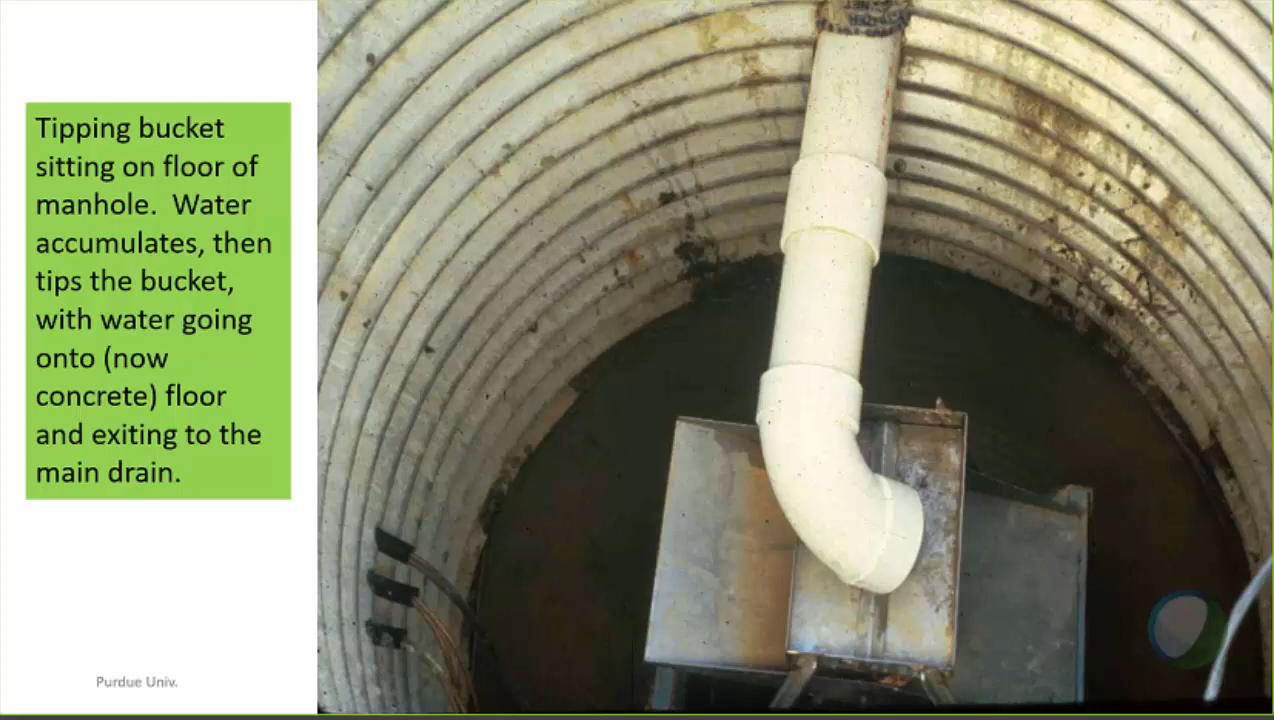 Tipping bucket
sitting on floor of
manhole.  Water
accumulates, then
tips the bucket,
with water going
onto (now
concrete) floor
and exiting to the
main drain.
Purdue Univ.